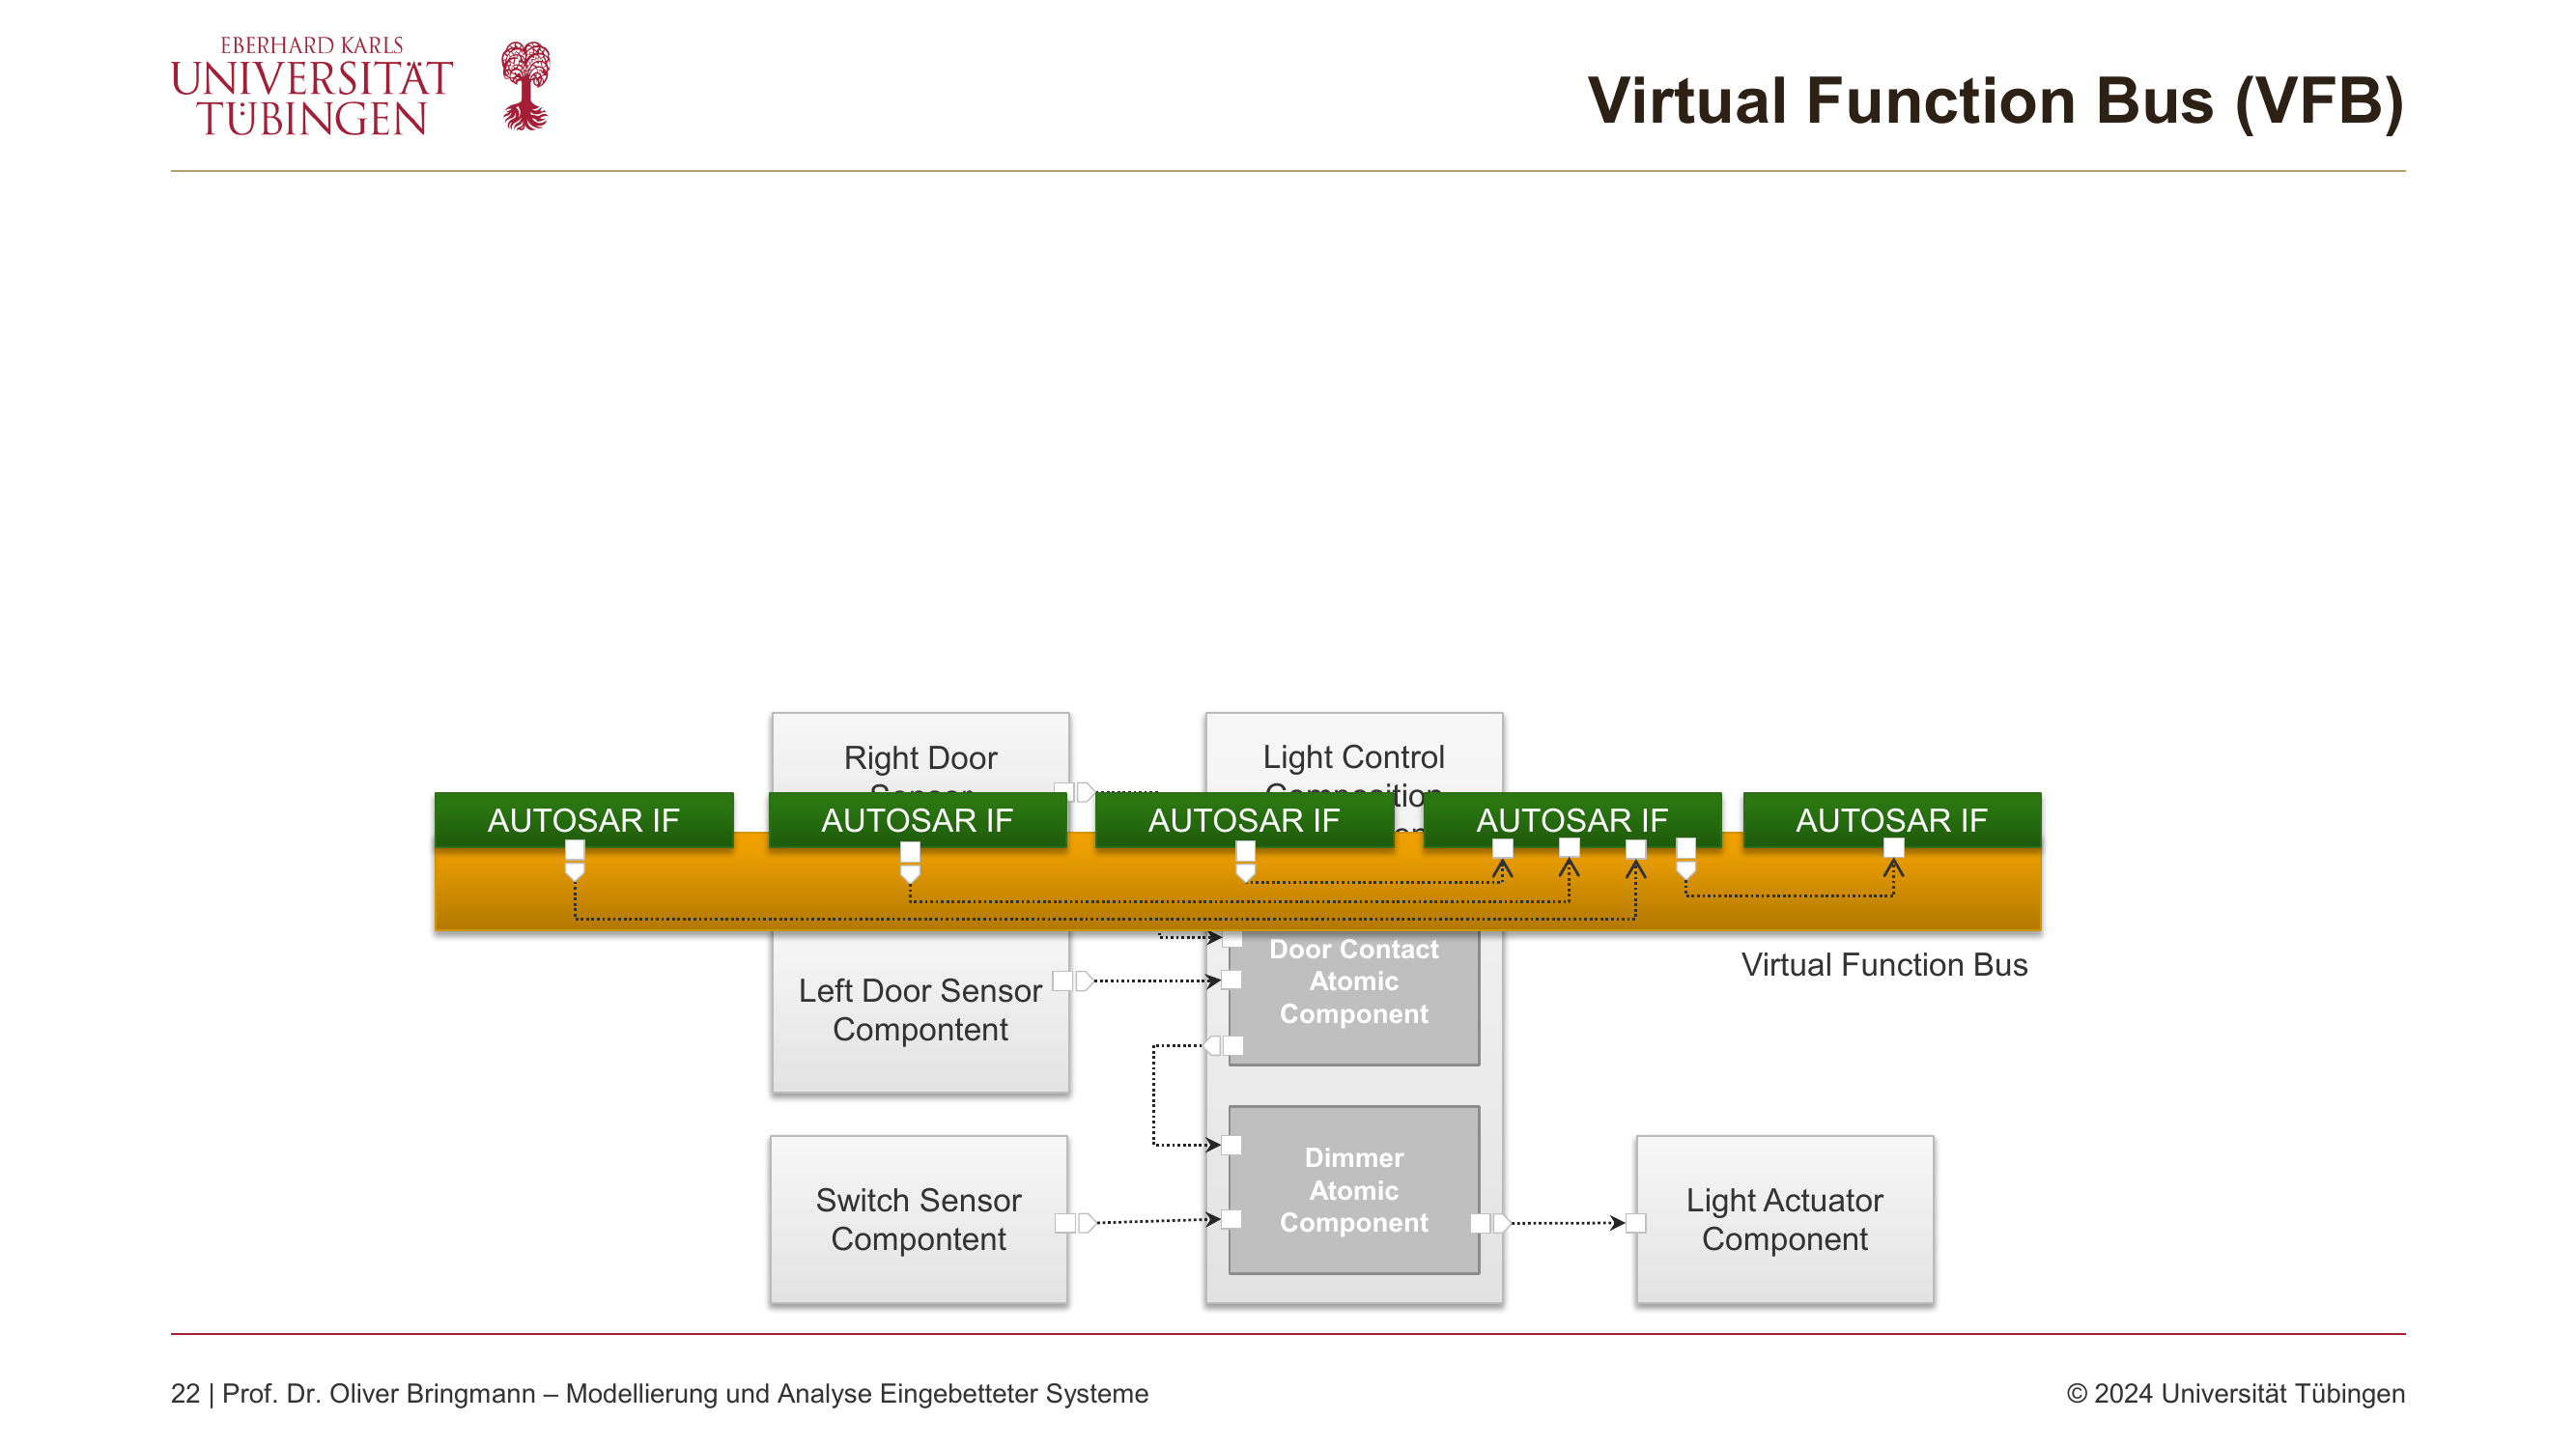 EBERHARD KARLS
UNIVERSITÄT
TÜBINGEN
Virtual Function Bus (VFB)
Right Door
Light Control
AUTOSAR IF
AUTOSAR IF
AUTOSAR IF
AUTOSAR IF
AUTOSAR IF
Virtual Function Bus
Left Door Sensor
Compontent
Door Contact
Atomic
Component
Switch Sensor
Compontent
Dimmer
Atomic
Component
Light Actuator
Component
22 | Prof. Dr. Oliver Bringmann – Modellierung und Analyse Eingebetteter Systeme
© 2024 Universität Tübingen